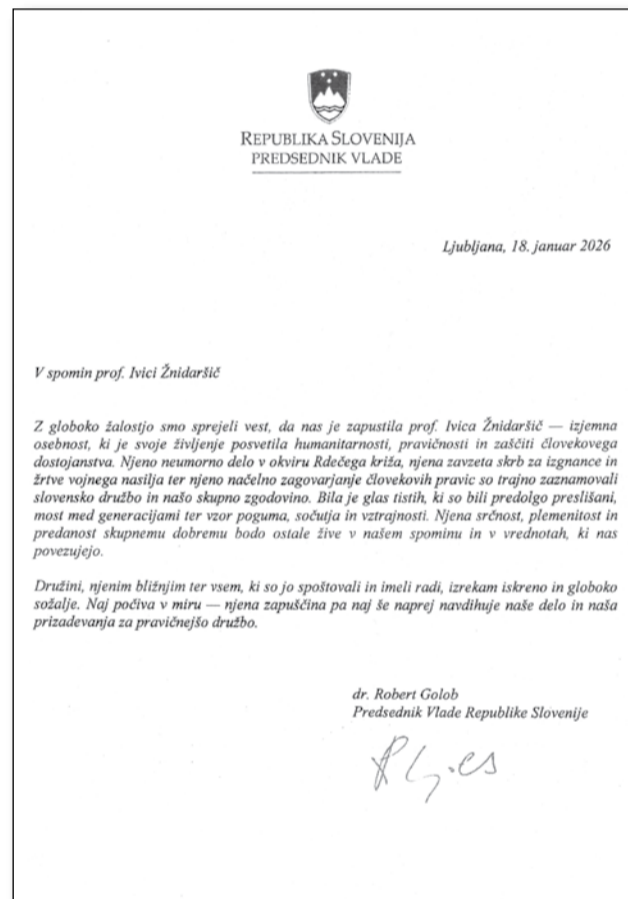 REPUBLIKA SLOVENIJA
PREDSEDNIK VLADE
Ljubljana, 18. januar 2026
V spomin prof. Ivici Žnidaršič
Z globoko žalostjo smo sprejeli vest, da nas je zapustila prof. Ivica Žnidaršič — izjemna
osebnost, ki je svoje življenje posvetila humanitarnosti, pravičnosti in zaščiti človekovega
dostojanstva. Njeno neumorno delo v okviru Rdečega križa, njena zavzeta skrb za izgnance in
žrtve vojnega nasilja ter njeno načelno zagovarjanje človekovih pravic so trajno zaznamovali
slovensko družbo in našo skupno zgodovino. Bila je glas tistih, ki so bili predolgo preslišani,
most med generacijami ter vzor poguma, sočutja in vztrajnosti. Njena srčnost, plemenitost in
predanost skupnemu dobremu bodo ostale žive v našem spominu in v vrednotah, ki nas
povezujejo.
Družini, njenim bližnjim ter vsem, ki so jo spoštovali in imeli radi, izrekam iskreno in globoko
sožalje. Naj počiva v miru — njena zapuščina pa naj še naprej navdihuje naše delo in naša
prizadevanja za pravičnejšo družbo.
dr. Robert Golob
Predsednik Vlade Republike Slovenije